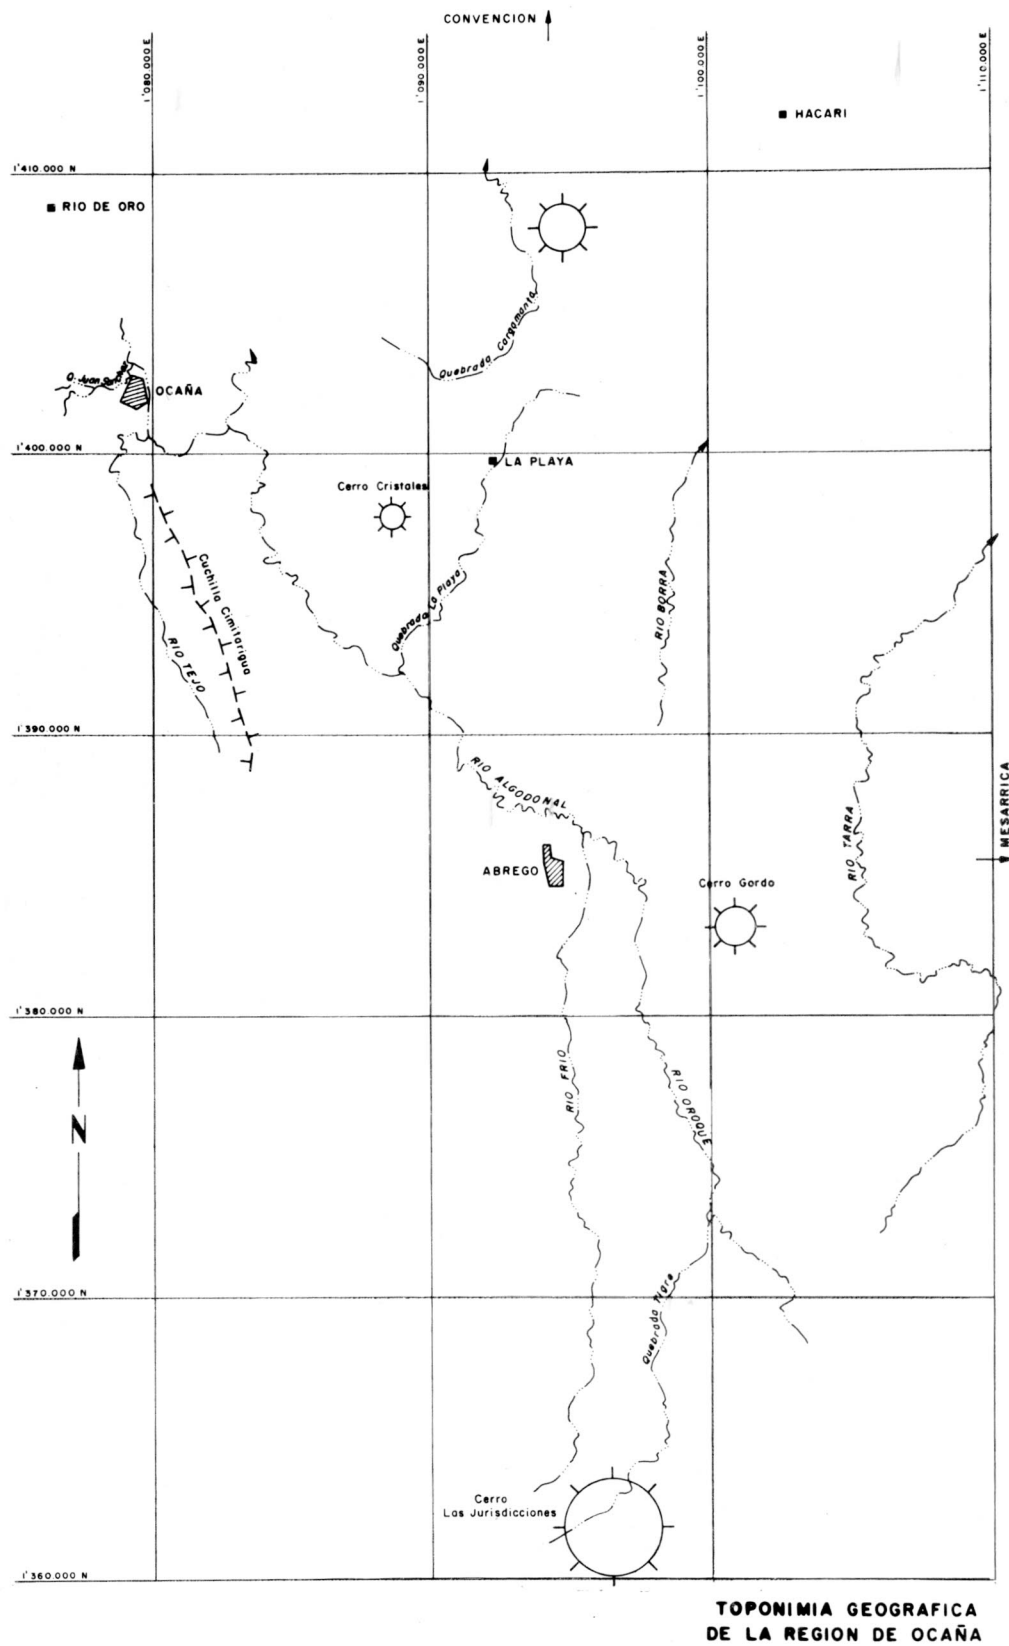 CONVENCION
1'080.000 E
1'090.000 E
1'100.000 E
1'110.000 E
HACARI
1'410.000 N
RIO DE ORO
Quebrada Cargamanta
Q. Juan
OCAÑA
1'400.000 N
LA PLAYA
Cerro Cristales
Cuchilla Cimitarigua
Quebrada La Playa
RIO BORRA
RIO TEJO
1'390.000 N
RIO ALGODONAL
MESARRICA
RIO TARRA
ABREGO
Cerro Gordo
1'380.000 N
RIO FRIO
RIO OROQUE
N
1'370.000 N
Quebrada Tigre
Cerro
Las Jurisdicciones
1'360.000 N
TOPONIMIA GEOGRAFICA
DE LA REGION DE OCAÑA